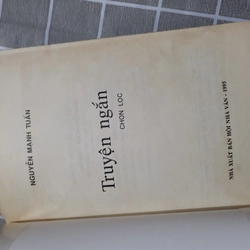 NGUYỄN MẠNH TUẤN
Truyện ngắn
CHỌN LỌC
NHÀ XUẤT BẢN HỘI NHÀ VĂN - 1995